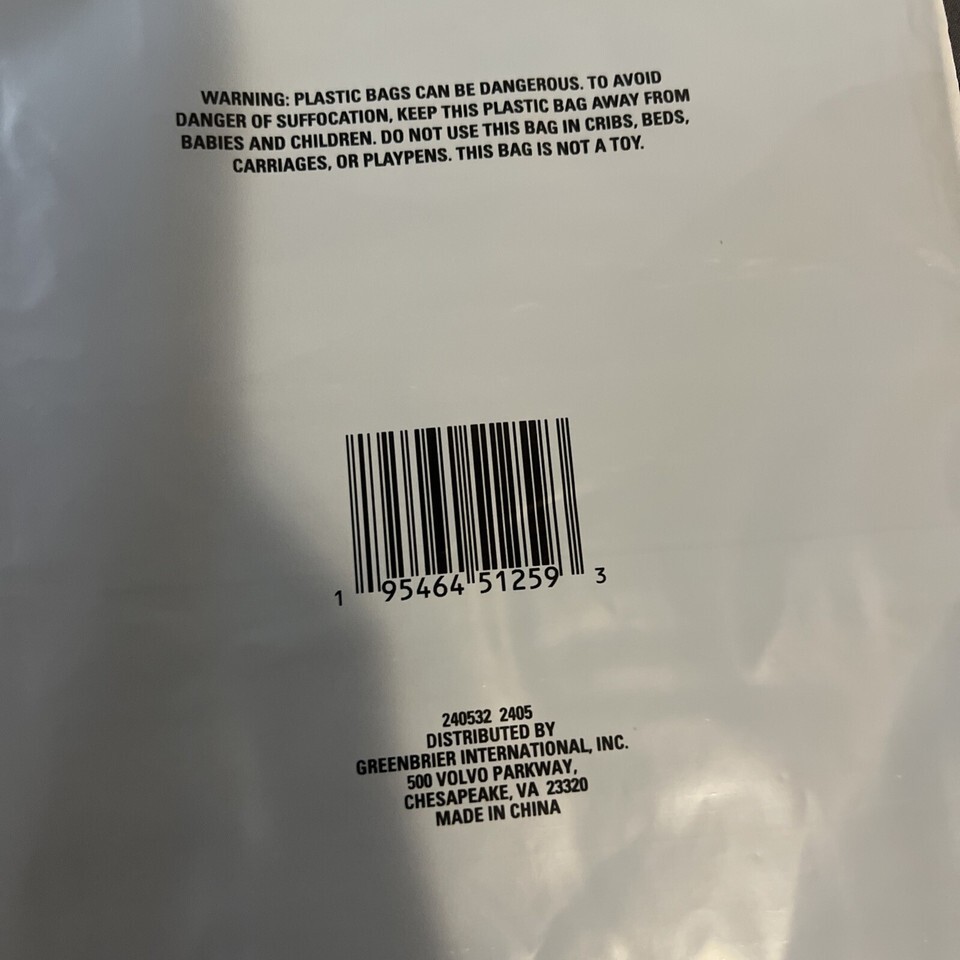 WARNING: PLASTIC BAGS CAN BE DANGEROUS. TO AVOID
DANGER OF SUFFOCATION, KEEP THIS PLASTIC BAG AWAY FROM
BABIES AND CHILDREN. DO NOT USE THIS BAG IN CRIBS, BEDS,
CARRIAGES, OR PLAYPENS. THIS BAG IS NOT A TOY.
1 95464 51259 3
240532 2405
DISTRIBUTED BY
GREENBRIER INTERNATIONAL, INC.
500 VOLVO PARKWAY,
CHESAPEAKE, VA 23320
MADE IN CHINA